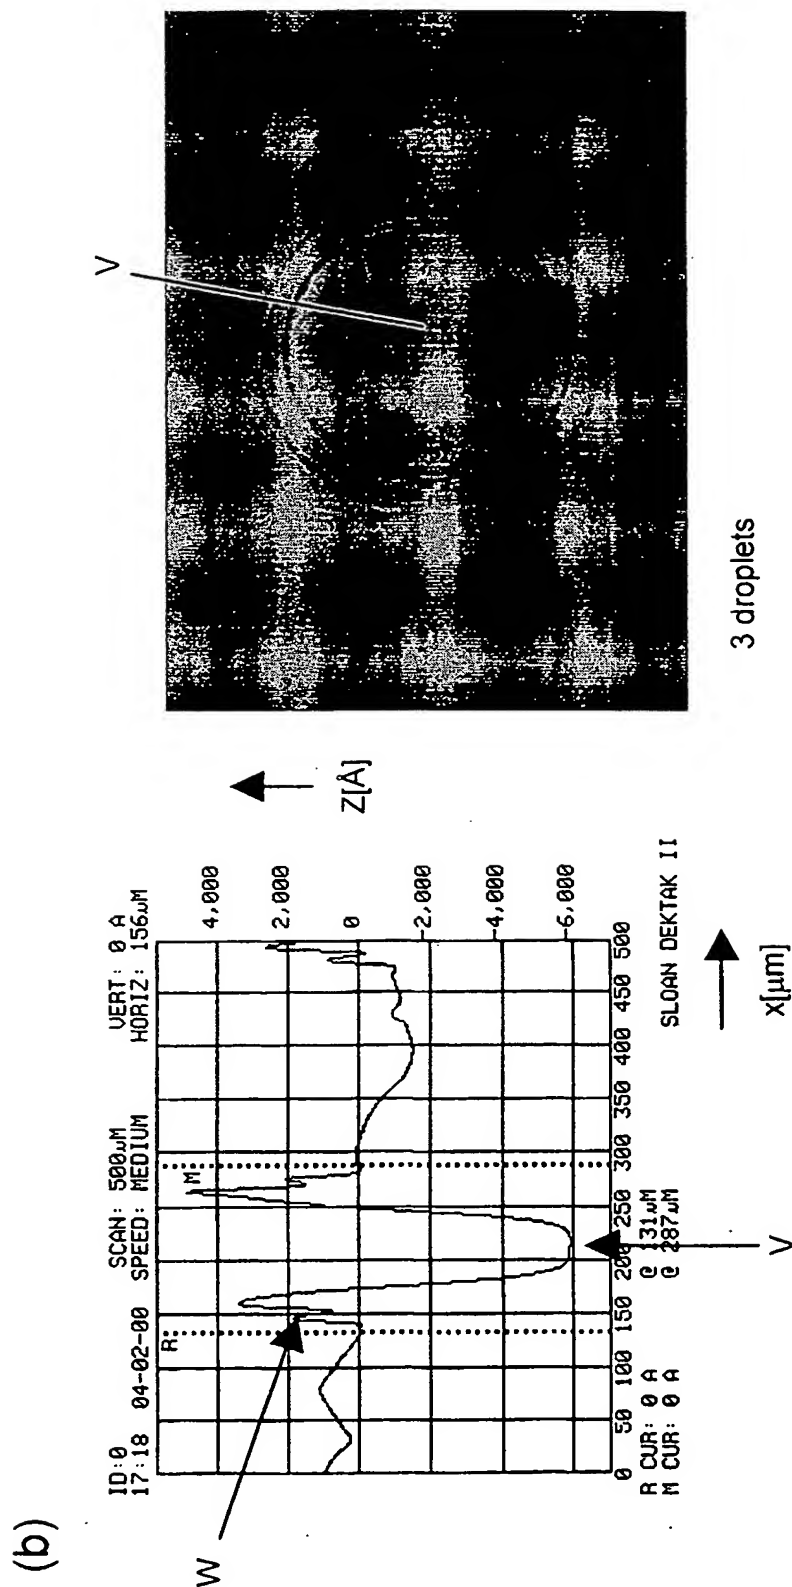 (b)
ID:0 SCAN: 500µM VERT: 0 A
17:18 04-02-00 SPEED: MEDIUM HORIZ: 156µM
R
M
4,000
2,000
0
-2,000
-4,000
-6,000
0 50 100 150 200 250 300 350 400 450 500
R CUR: 0 A @ 131µM
M CUR: 0 A @ 287µM
SLOAN DEKTAK II
W
V
X[µm]
Z[Å]
V
3 droplets